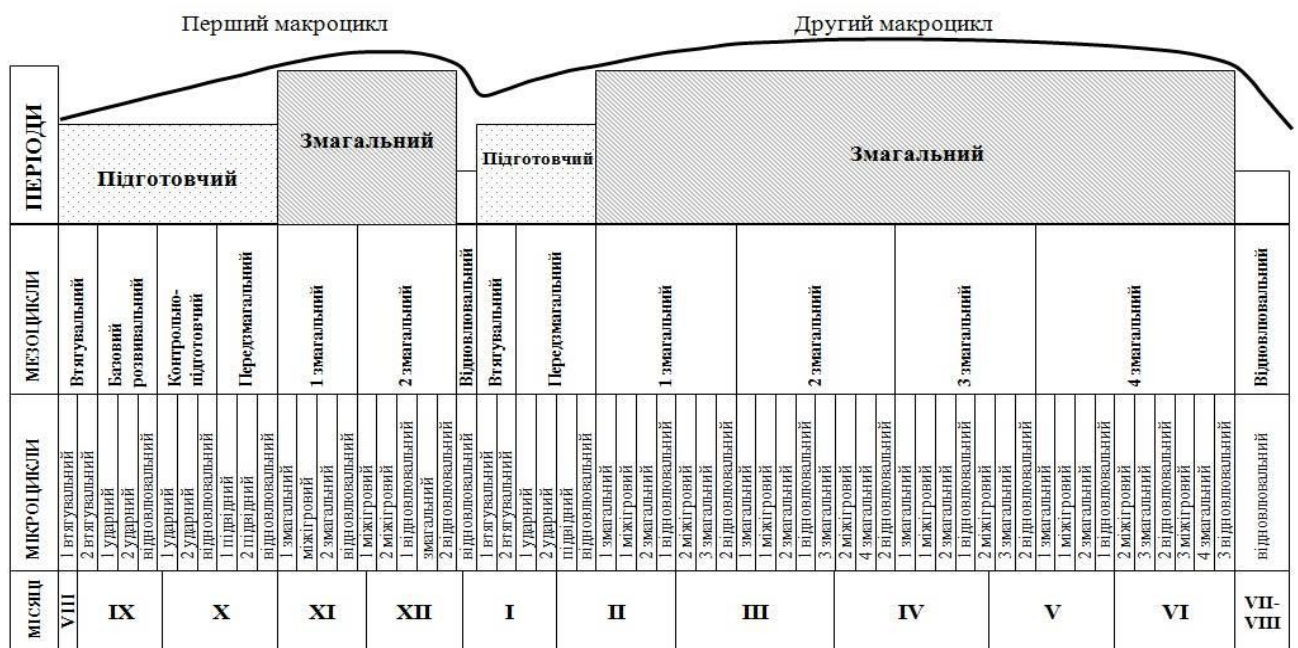 Перший макроцикл
Другий макроцикл
ПЕРІОДИ
Підготовчий
Змагальний
Підготовчий
Змагальний
МЕЗОЦИКЛИ
Втягувальний
Базовий
розвивальний
Контрольно-
підготовчий
Передзмагальний
1 змагальний
2 змагальний
Відновлювальний
Втягувальний
Передзмагальний
1 змагальний
2 змагальний
3 змагальний
4 змагальний
Відновлювальний
МІКРОЦИКЛИ
1 втягувальний
2 втягувальний
1 ударний
2 ударний
відновлювальний
1 ударний
2 ударний
відновлювальний
1 підвідний
2 підвідний
відновлювальний
1 змагальний
міжігровий
2 змагальний
відновлювальний
1 міжігровий
2 міжігровий
1 відновлювальний
змагальний
2 відновлювальний
відновлювальний
1 втягувальний
2 втягувальний
1 ударний
2 ударний
підвідний
відновлювальний
1 змагальний
1 міжігровий
2 змагальний
1 відновлювальний
2 міжігровий
3 змагальний
2 відновлювальний
1 змагальний
1 міжігровий
2 змагальний
1 відновлювальний
3 змагальний
2 міжігровий
4 змагальний
2 відновлювальний
1 змагальний
1 міжігровий
2 змагальний
1 відновлювальний
2 міжігровий
3 змагальний
2 відновлювальний
1 змагальний
1 міжігровий
2 змагальний
1 відновлювальний
2 міжігровий
3 змагальний
2 відновлювальний
3 міжігровий
4 змагальний
3 відновлювальний
відновлювальний
МІСЯЦІ
VIII
IX
X
XI
XII
I
II
III
IV
V
VI
VII-
VIII